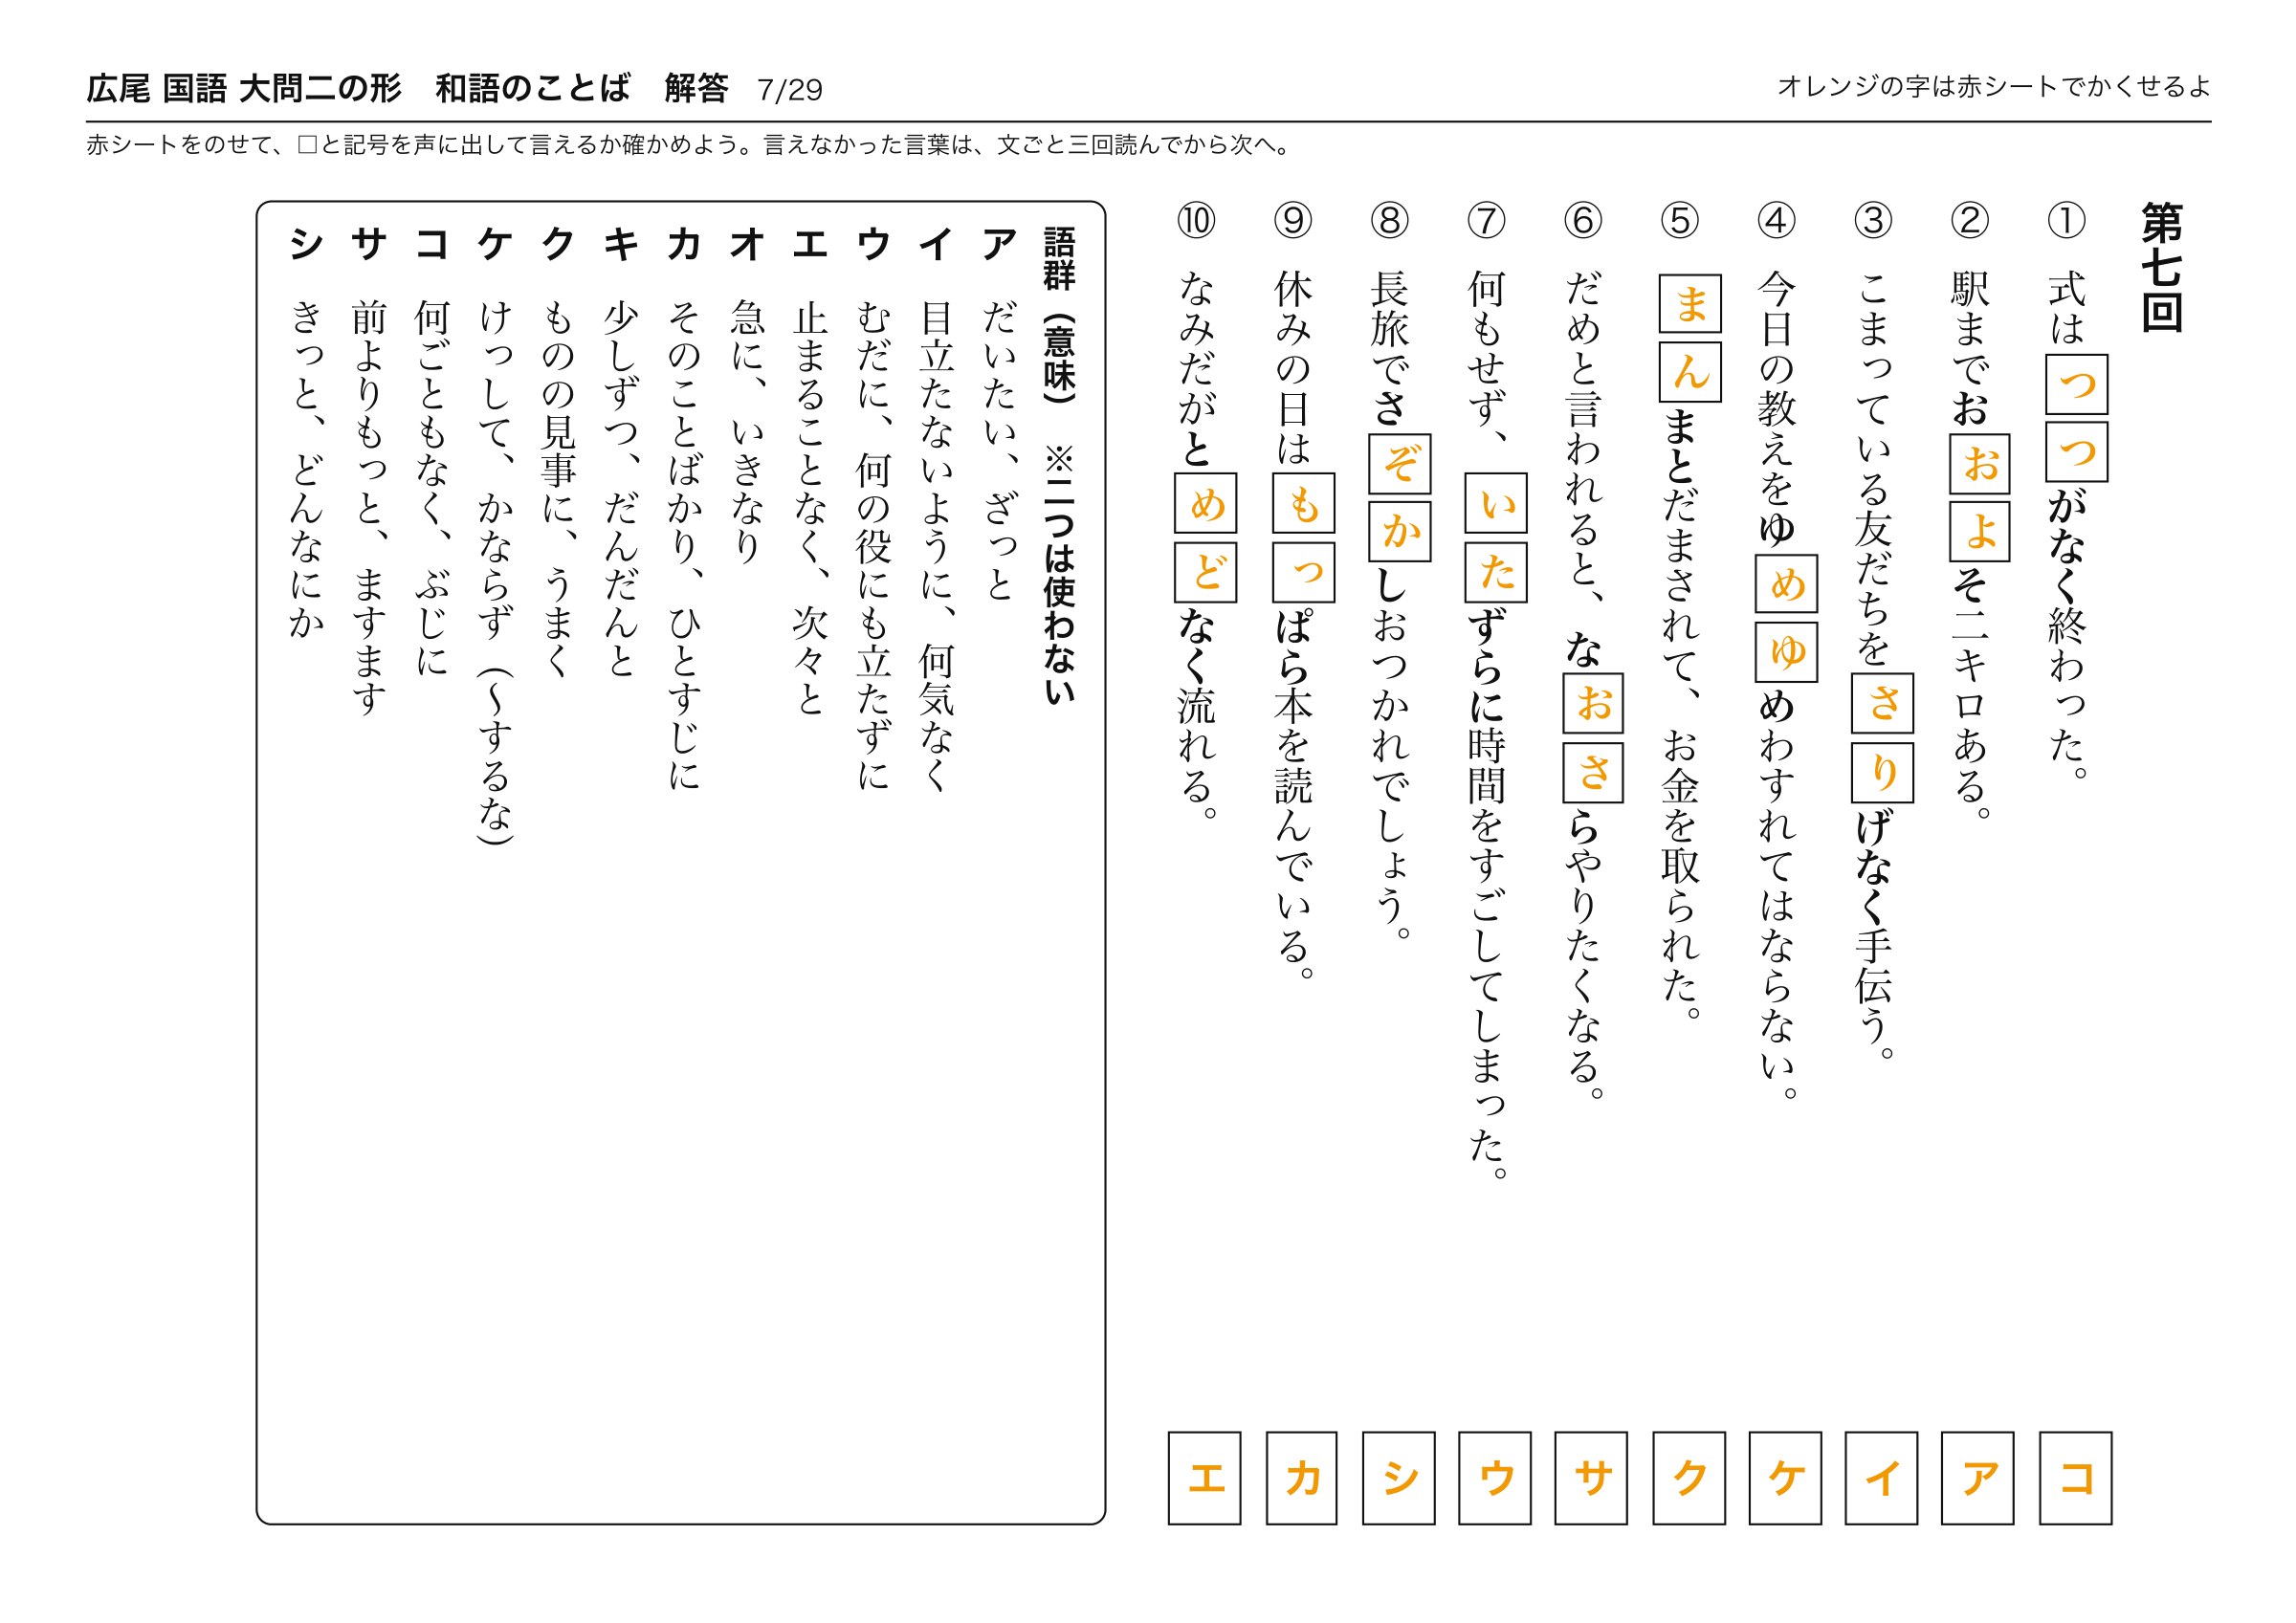 広尾 国語 大問二の形　和語のことば　解答　7/29
オレンジの字は赤シートでかくせるよ
赤シートをのせて、□と記号を声に出して言えるか確かめよう。言えなかった言葉は、文ごと三回読んでから次へ。
第七回
① 式はつつがなく終わった。 コ
② 駅までおおよそ二キロある。 ア
③ こまっている友だちをさりげなく手伝う。 イ
④ 今日の教えをゆめゆめわすれてはならない。 ケ
⑤ まんまとだまされて、お金を取られた。 ク
⑥ だめと言われると、なおさらやりたくなる。 サ
⑦ 何もせず、いたずらに時間をすごしてしまった。 ウ
⑧ 長旅でさぞかしおつかれでしょう。 シ
⑨ 休みの日はもっぱら本を読んでいる。 カ
⑩ なみだがとめどなく流れる。 エ
語群（意味）　※二つは使わない
ア　だいたい、ざっと
イ　目立たないように、何気なく
ウ　むだに、何の役にも立たずに
エ　止まることなく、次々と
オ　急に、いきなり
カ　そのことばかり、ひとすじに
キ　少しずつ、だんだんと
ク　ものの見事に、うまく
ケ　けっして、かならず（〜するな）
コ　何ごともなく、ぶじに
サ　前よりもっと、ますます
シ　きっと、どんなにか